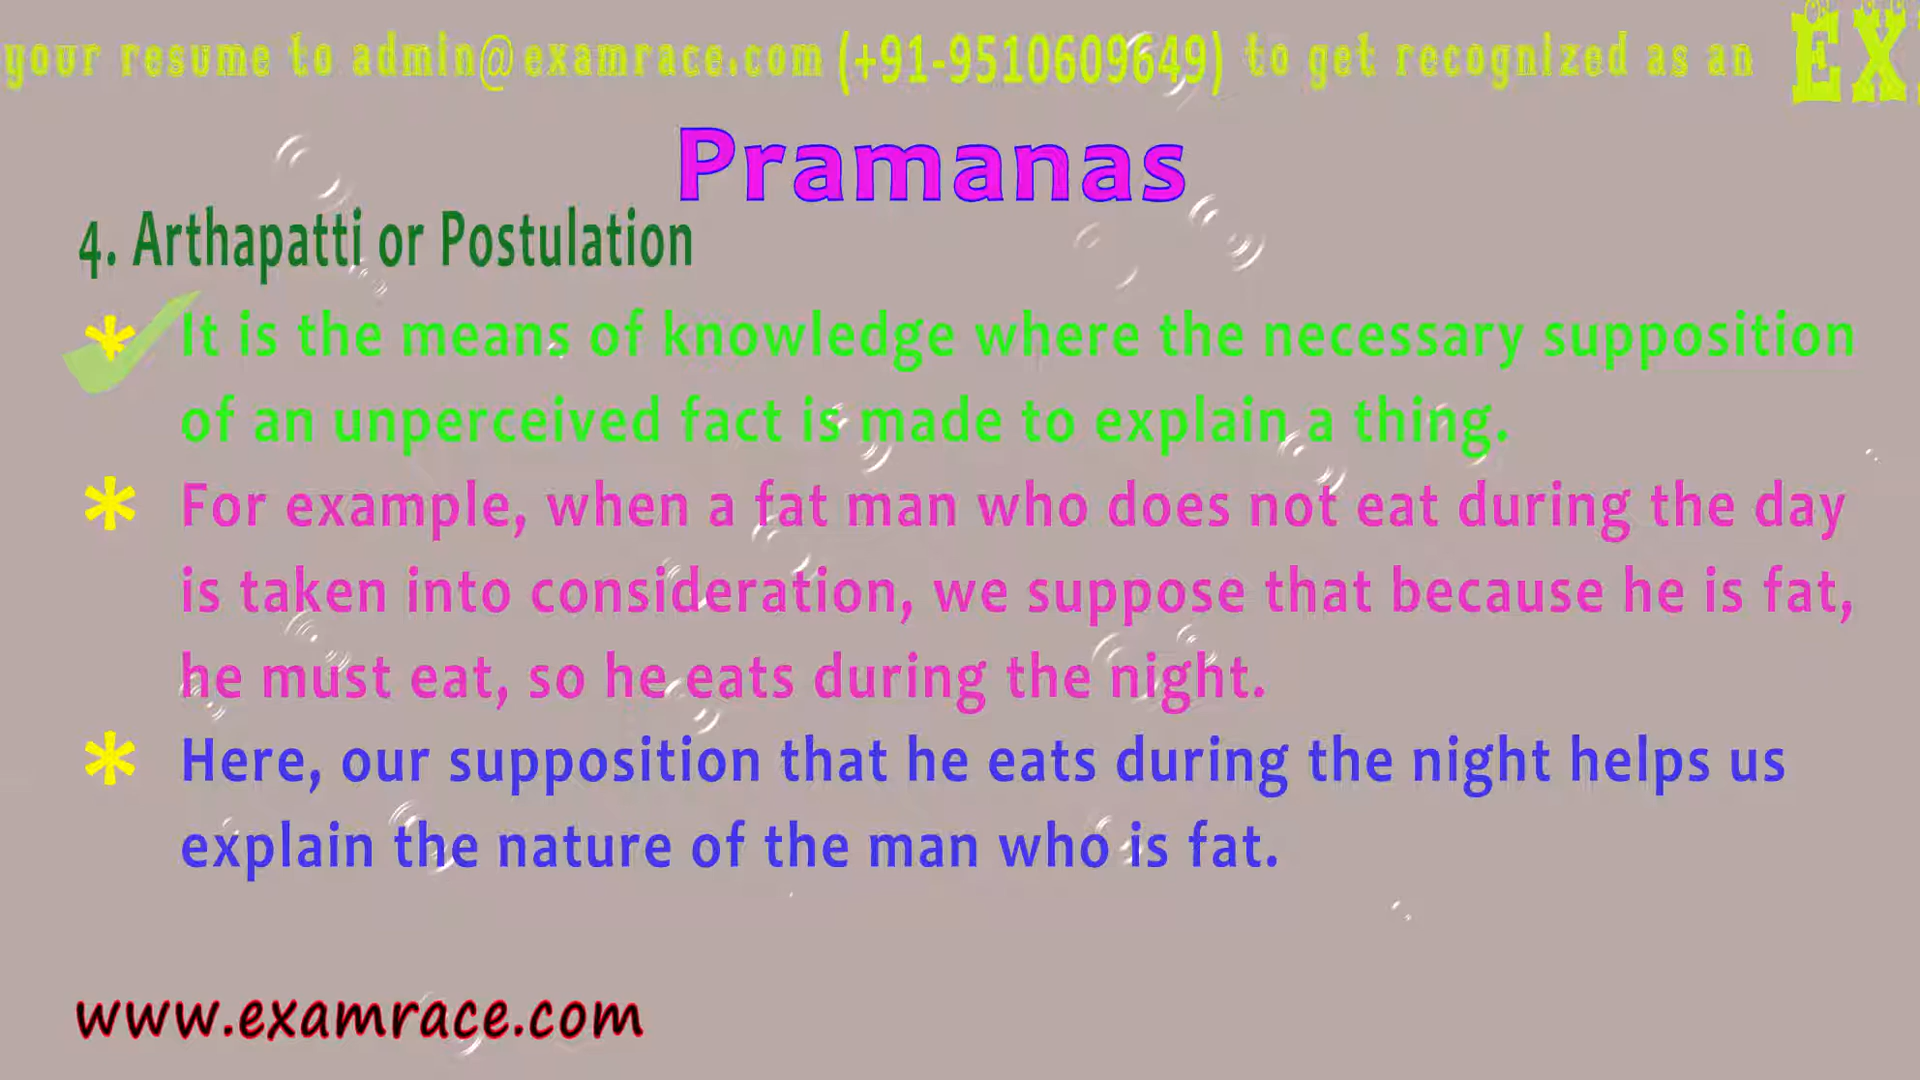 your resume to admin@examrace.com (+91-9510609649) to get recognized as an
Pramanas
4. Arthapatti or Postulation
* It is the means of knowledge where the necessary supposition
of an unperceived fact is made to explain a thing.
* For example, when a fat man who does not eat during the day
is taken into consideration, we suppose that because he is fat,
he must eat, so he eats during the night.
* Here, our supposition that he eats during the night helps us
explain the nature of the man who is fat.
www.examrace.com